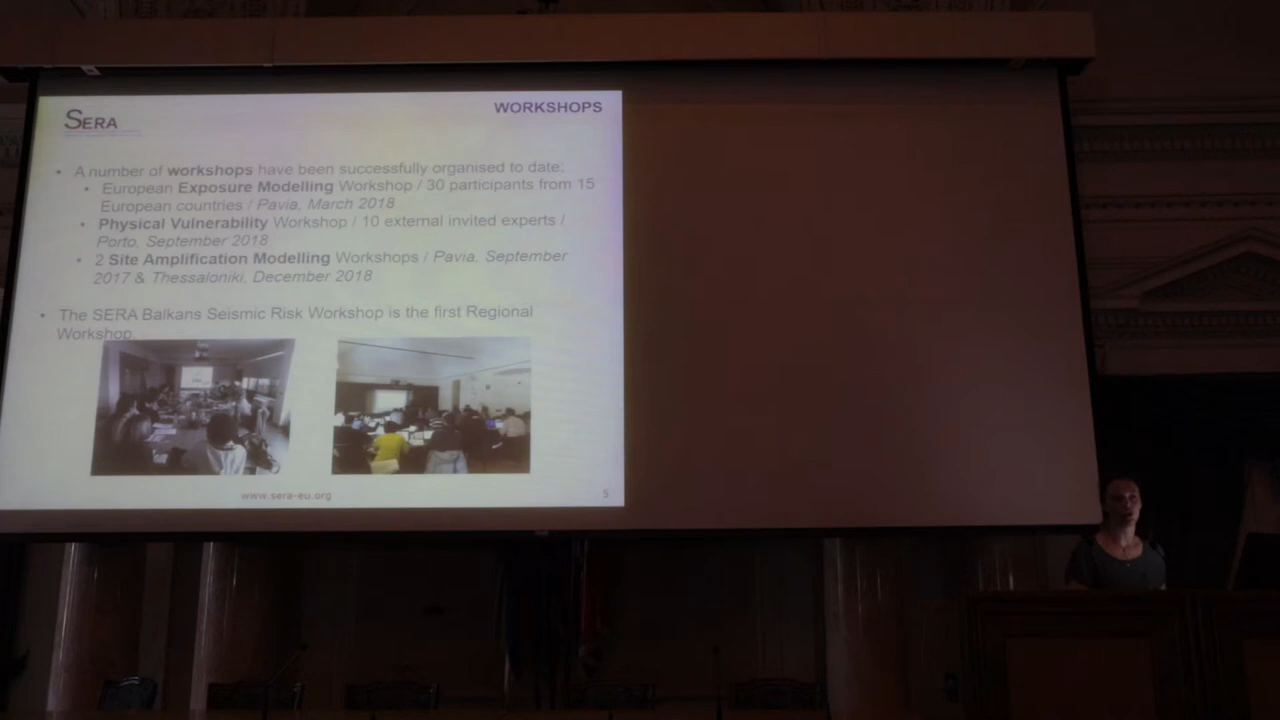 WORKSHOPS
SERA
• A number of workshops have been successfully organised to date:
• European Exposure Modelling Workshop / 30 participants from 15
European countries / Pavia, March 2018
• Physical Vulnerability Workshop / 10 external invited experts /
Porto, September 2018
• 2 Site Amplification Modelling Workshops / Pavia, September
2017 & Thessaloniki, December 2018
• The SERA Balkans Seismic Risk Workshop is the first Regional
Workshop.
www.sera-eu.org
5